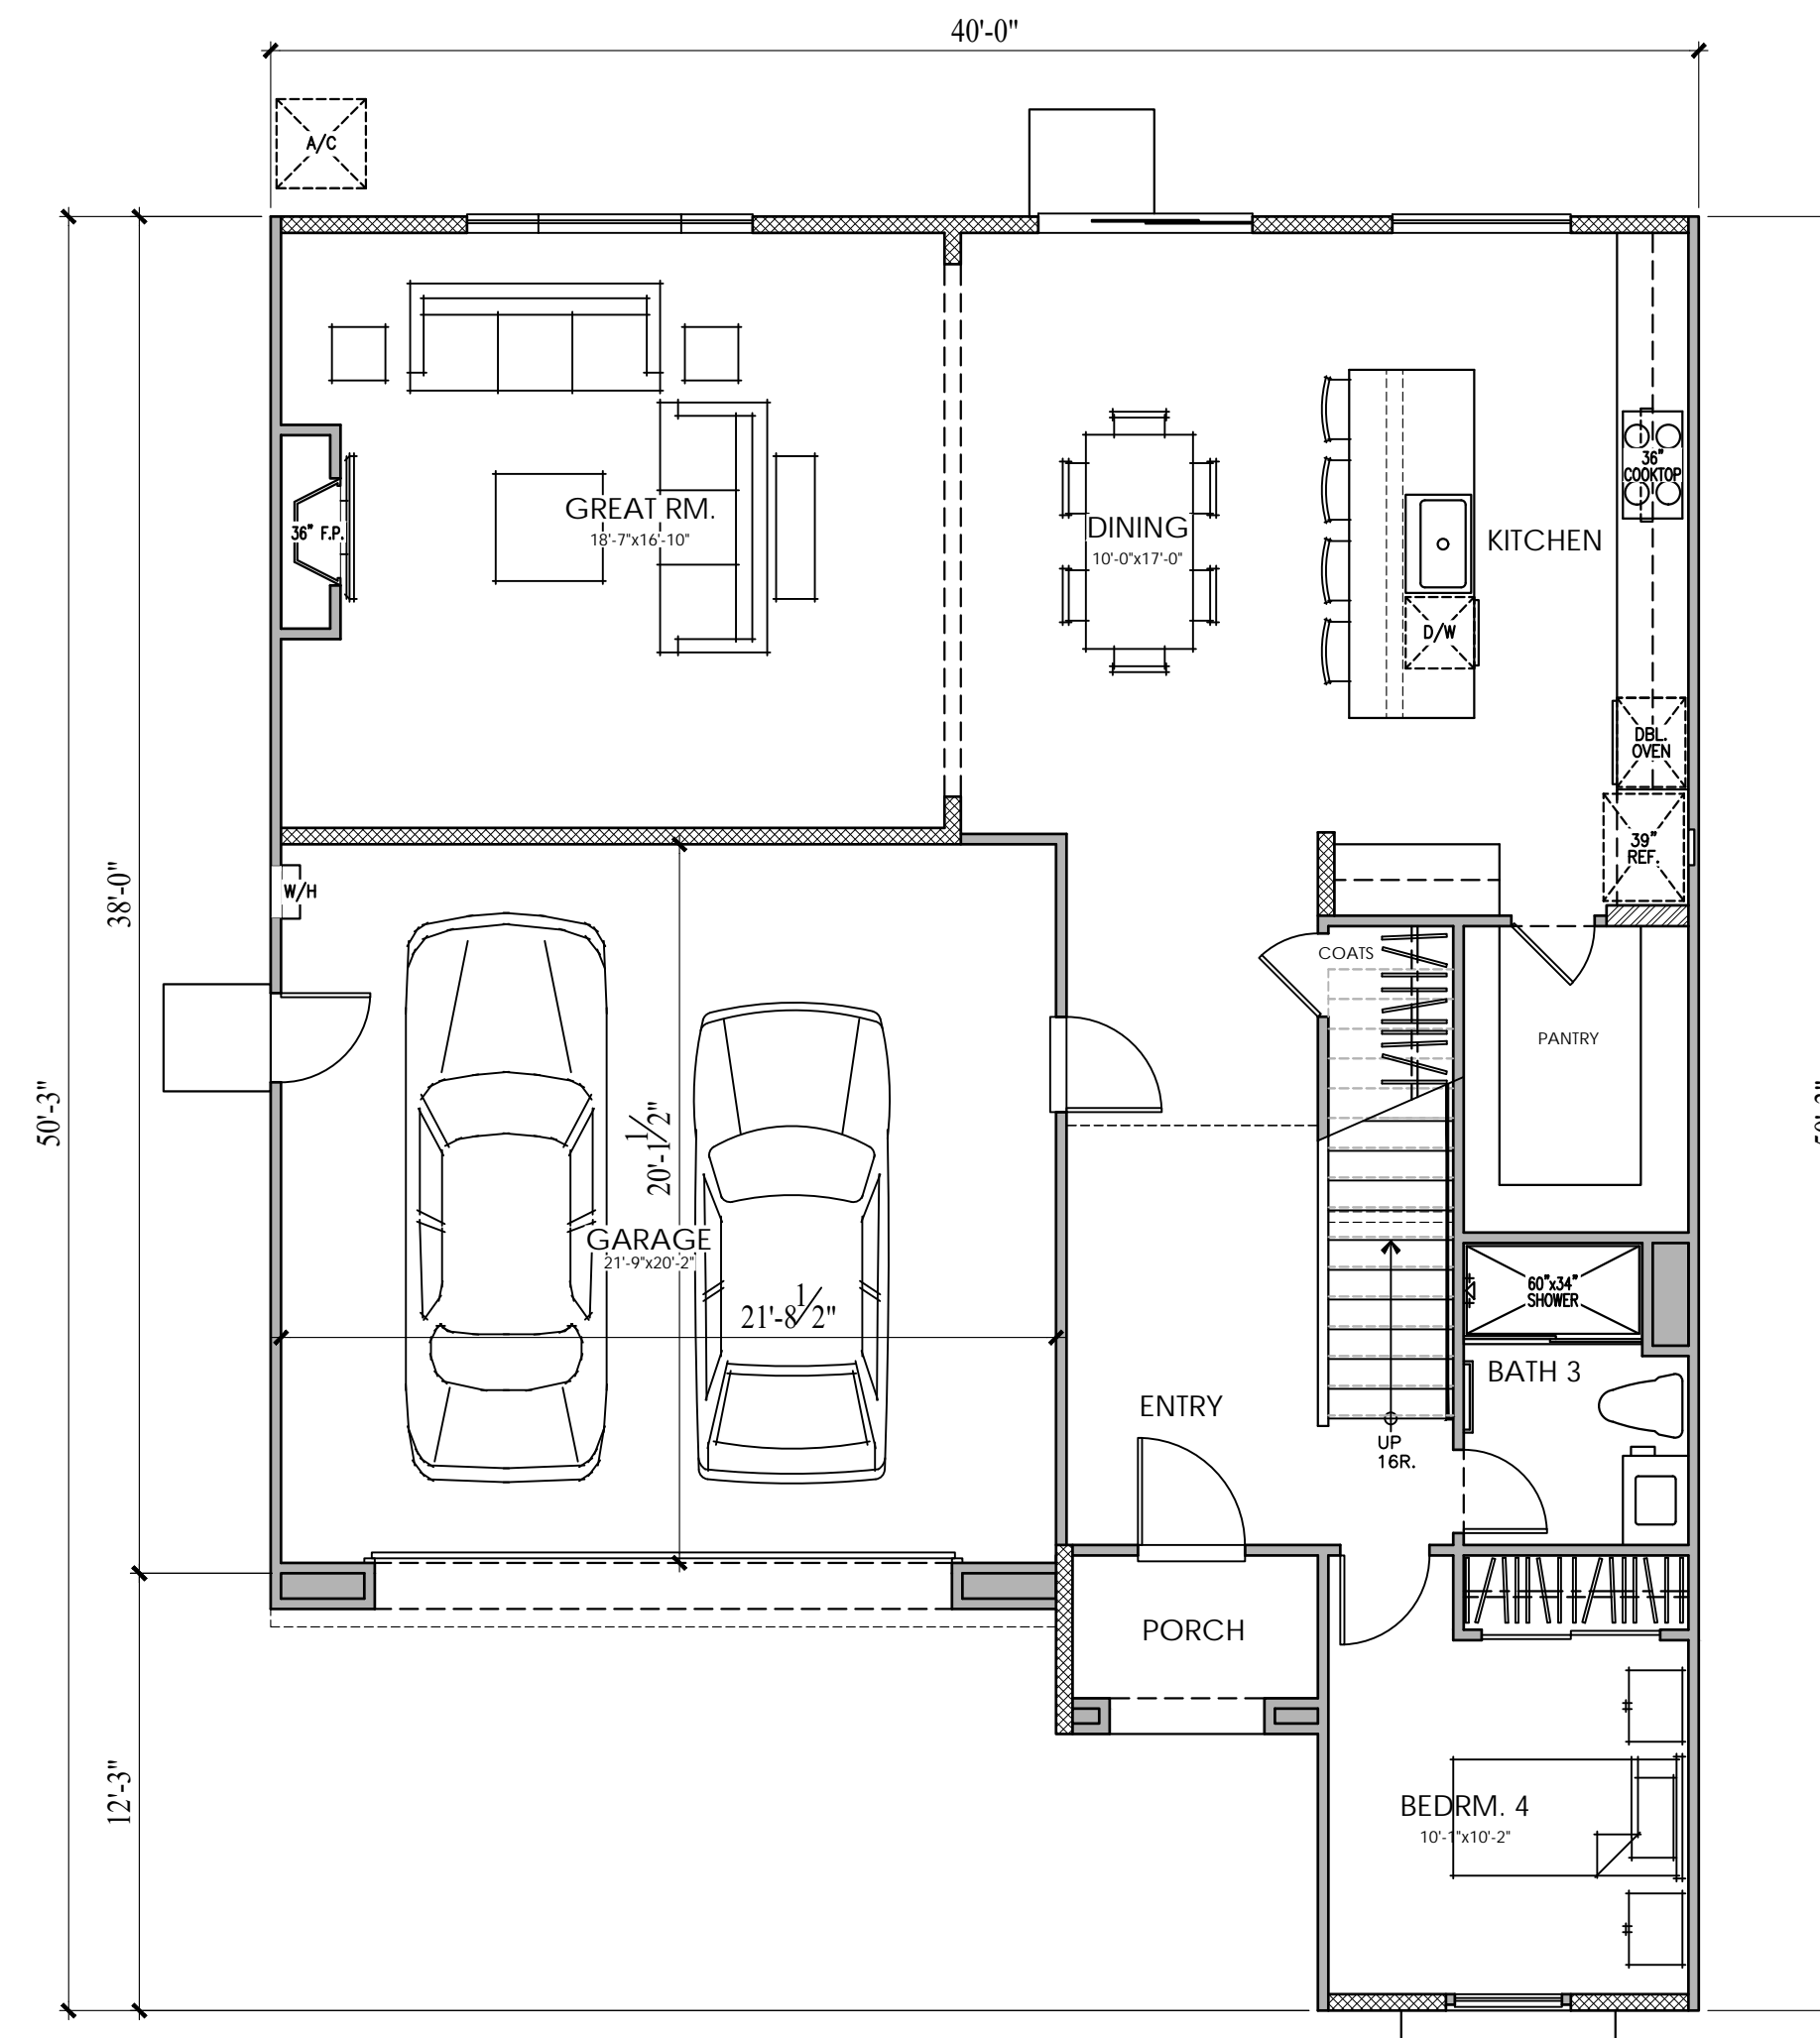 40'-0"
A/C
GREAT RM.
18'-7"x16'-10"
36" F.P.
DINING
10'-0"x17'-0"
KITCHEN
36"
COOKTOP
D/W
DBL.
OVEN
39"
REF.
W/H
38'-0"
50'-3"
COATS
PANTRY
20'-1 1/2"
GARAGE
21'-9"x20'-2"
21'-8 1/2"
60"x34"
SHOWER
BATH 3
ENTRY
UP
16R.
PORCH
12'-3"
BEDRM. 4
10'-1"x10'-2"